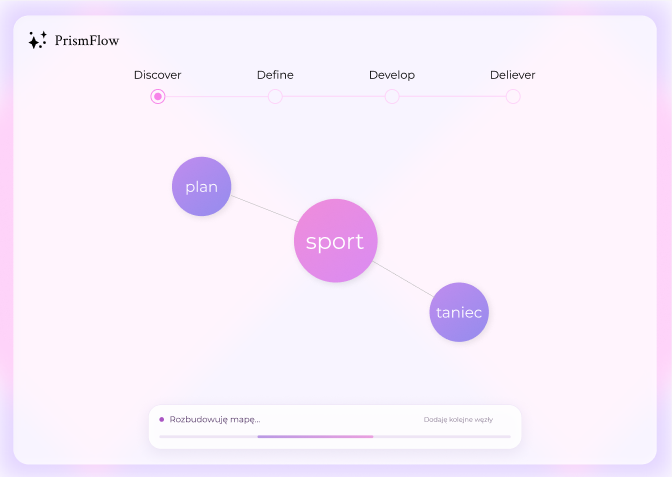 PrismFlow
Discover Define Develop Deliever
plan
sport
taniec
Rozbudowuję mapę... Dodaję kolejne węzły